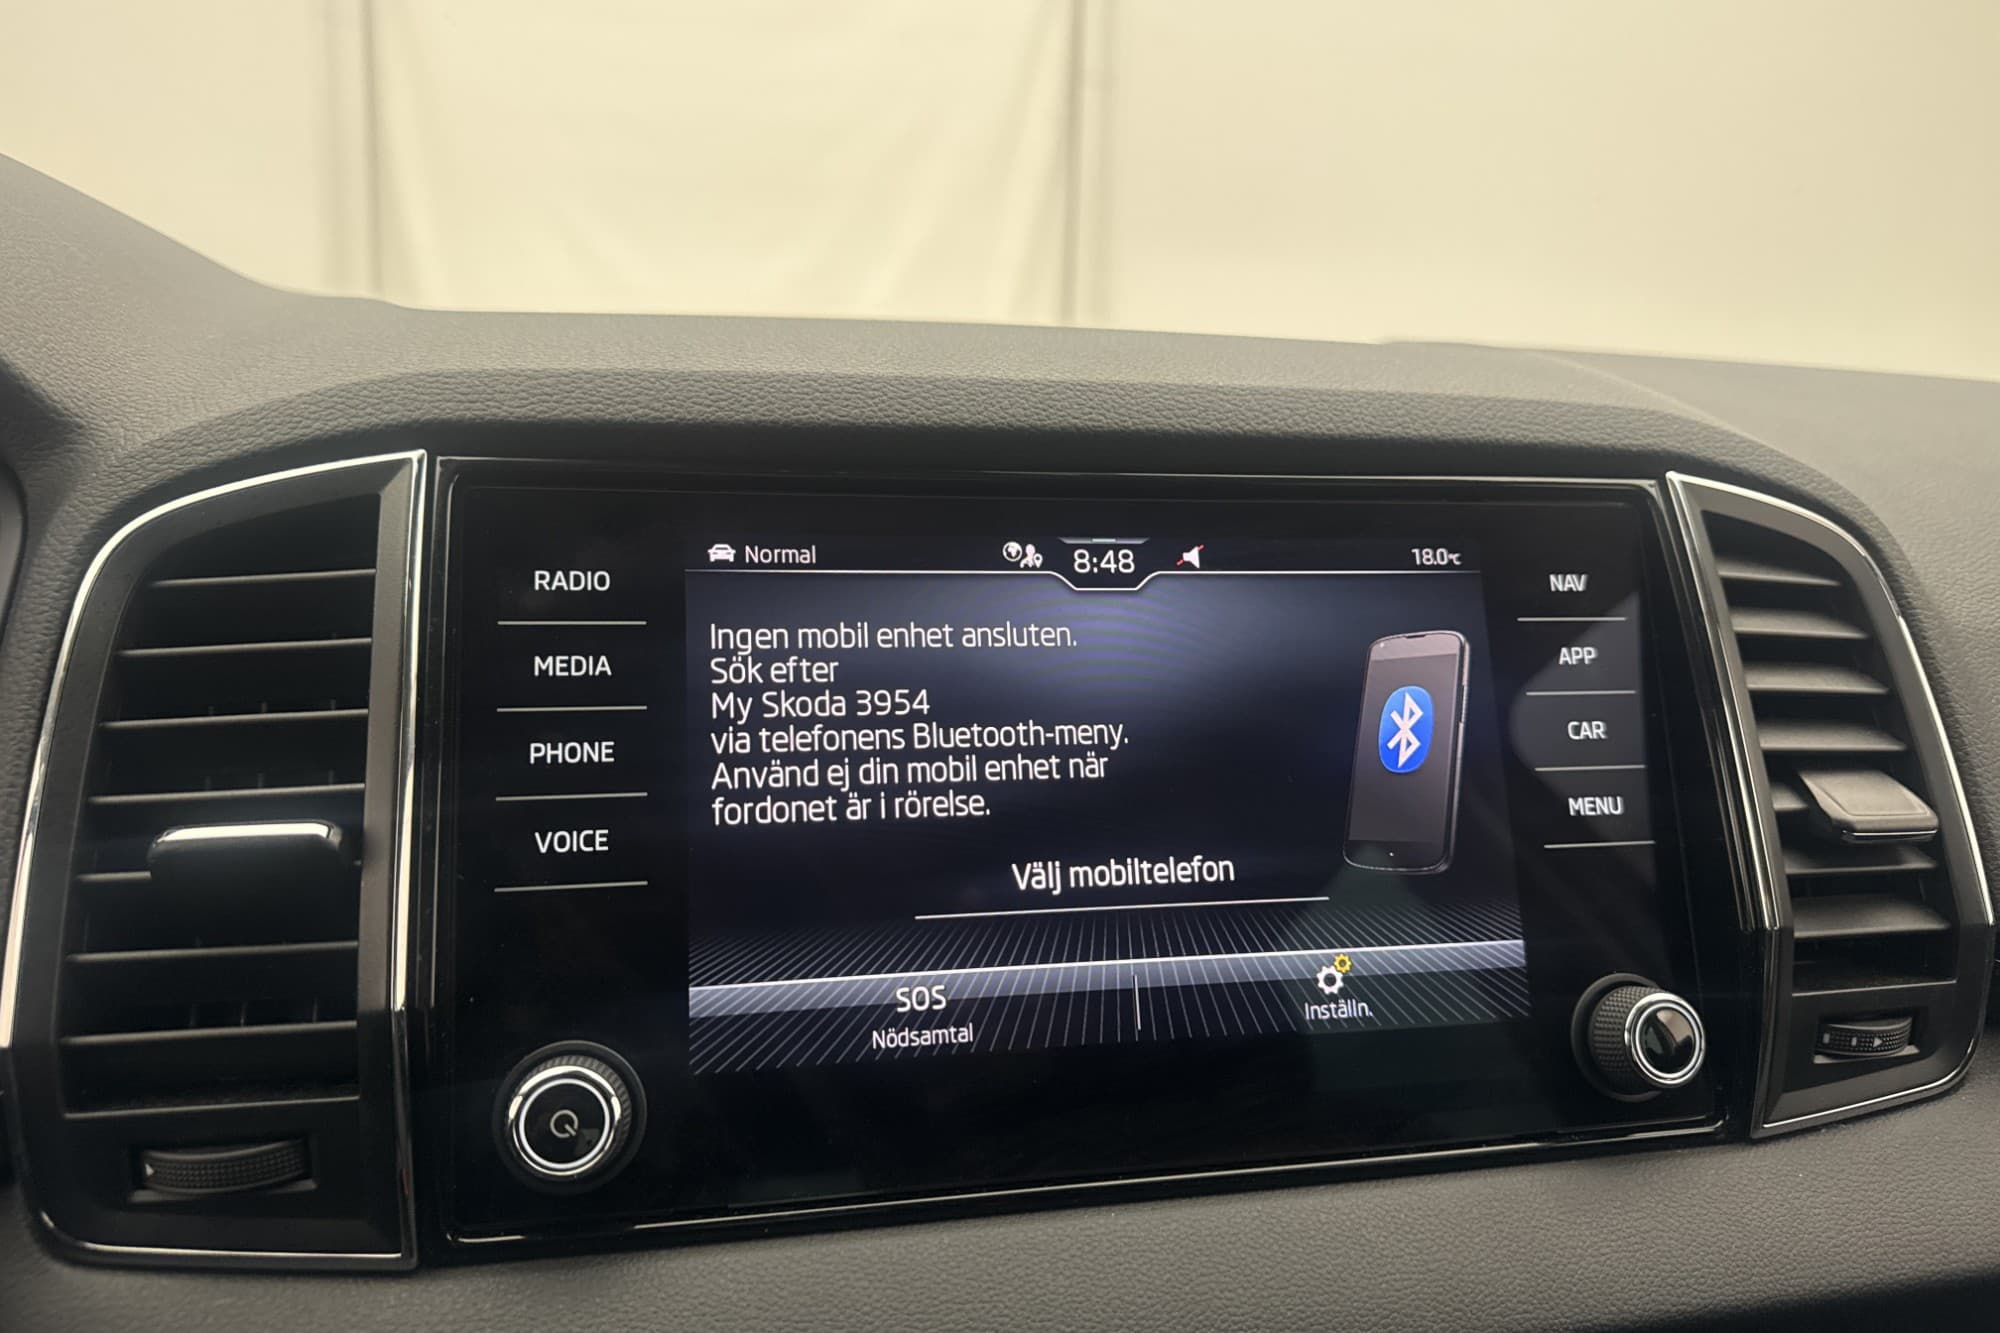 RADIO
MEDIA
PHONE
VOICE
Normal
8:48
18.0°C
Ingen mobil enhet ansluten.
Sök efter
My Skoda 3954
via telefonens Bluetooth-meny.
Använd ej din mobil enhet när
fordonet är i rörelse.
Välj mobiltelefon
SOS
Nödsamtal
Inställn.
NAV
APP
CAR
MENU